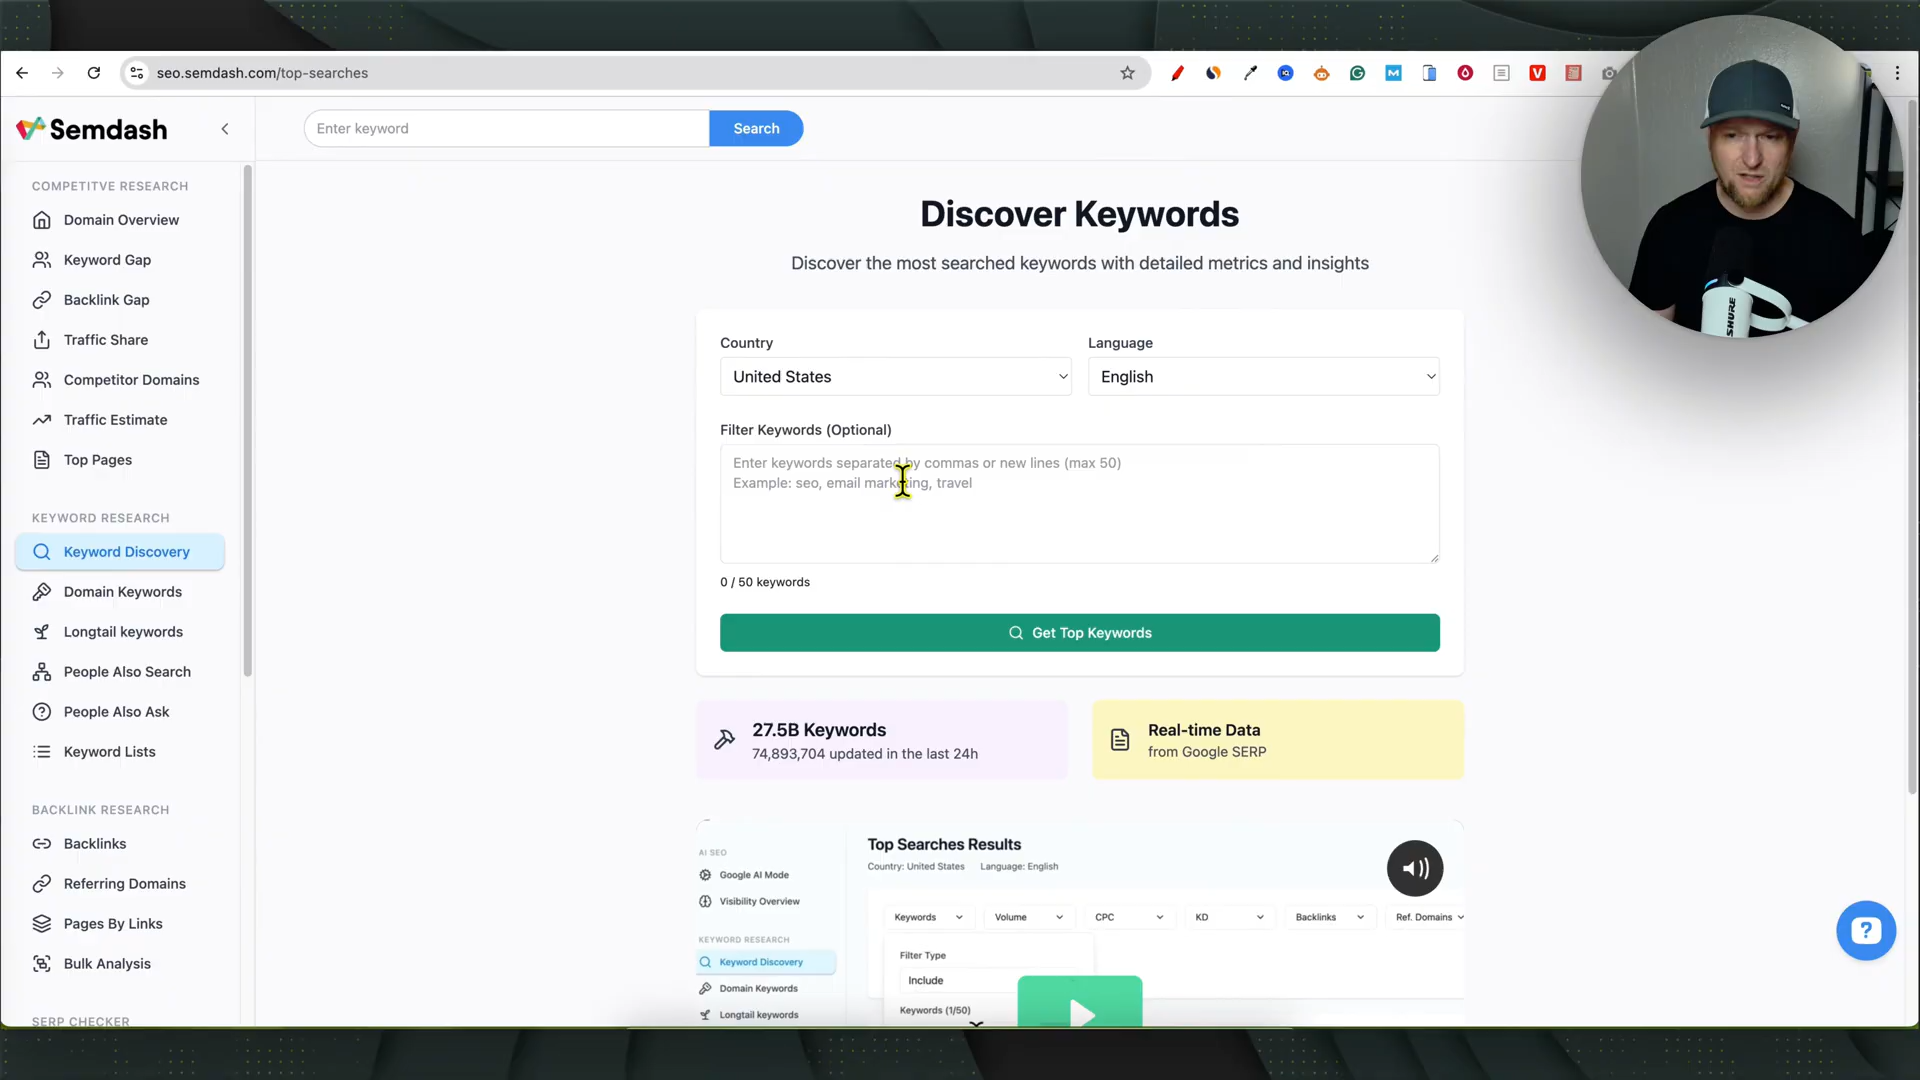 seo.semdash.com/top-searches
Semdash
Enter keyword
Search
COMPETITVE RESEARCH
Domain Overview
Keyword Gap
Backlink Gap
Traffic Share
Competitor Domains
Traffic Estimate
Top Pages
KEYWORD RESEARCH
Keyword Discovery
Domain Keywords
Longtail keywords
People Also Search
People Also Ask
Keyword Lists
BACKLINK RESEARCH
Backlinks
Referring Domains
Pages By Links
Bulk Analysis
SERP CHECKER
Discover Keywords
Discover the most searched keywords with detailed metrics and insights
Country
Language
United States
English
Filter Keywords (Optional)
Enter keywords separated by commas or new lines (max 50)
Example: seo, email marketing, travel
0 / 50 keywords
Get Top Keywords
27.5B Keywords
74,893,704 updated in the last 24h
Real-time Data
from Google SERP
AI SEO
Google AI Mode
Visibility Overview
KEYWORD RESEARCH
Keyword Discovery
Domain Keywords
Longtail keywords
Top Searches Results
Country: United States Language: English
Keywords Volume CPC KD Backlinks Ref. Domains
Filter Type
Include
Keywords (1/50)
SHURE